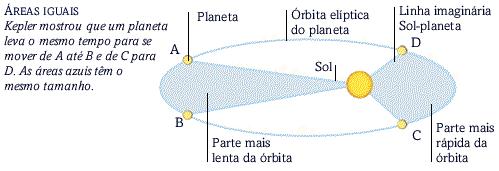 ÁREAS IGUAIS
Kepler mostrou que um planeta
leva o mesmo tempo para se
mover de A até B e de C para
D. As áreas azuis têm o
mesmo tamanho.
Planeta
Órbita elíptica
do planeta
Linha imaginária
Sol-planeta
A
D
Sol
B
C
Parte mais
lenta da órbita
Parte mais
rápida da
órbita